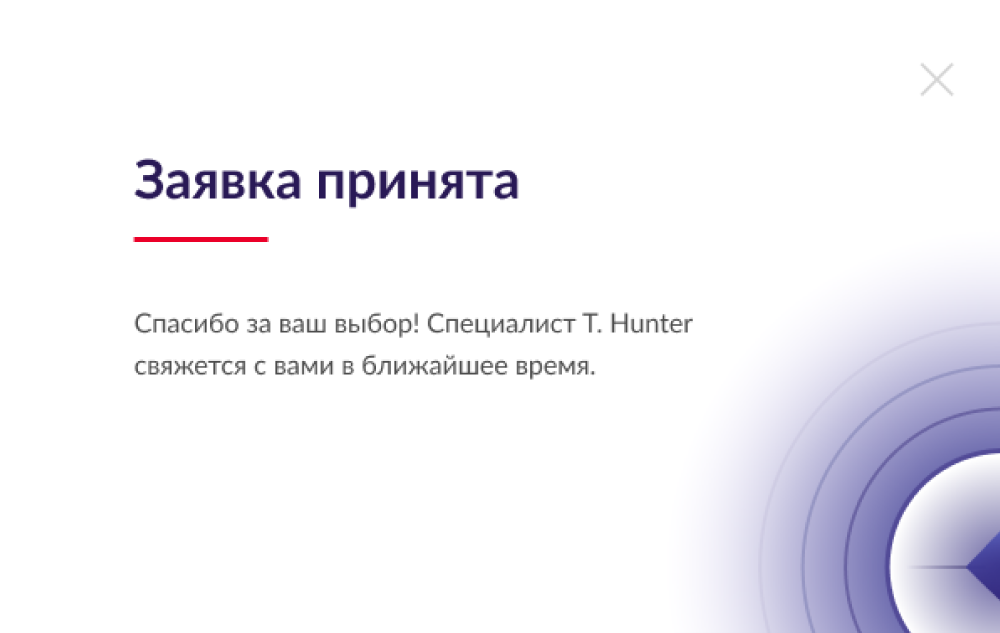 Заявка принята
Спасибо за ваш выбор! Специалист T. Hunter
свяжется с вами в ближайшее время.